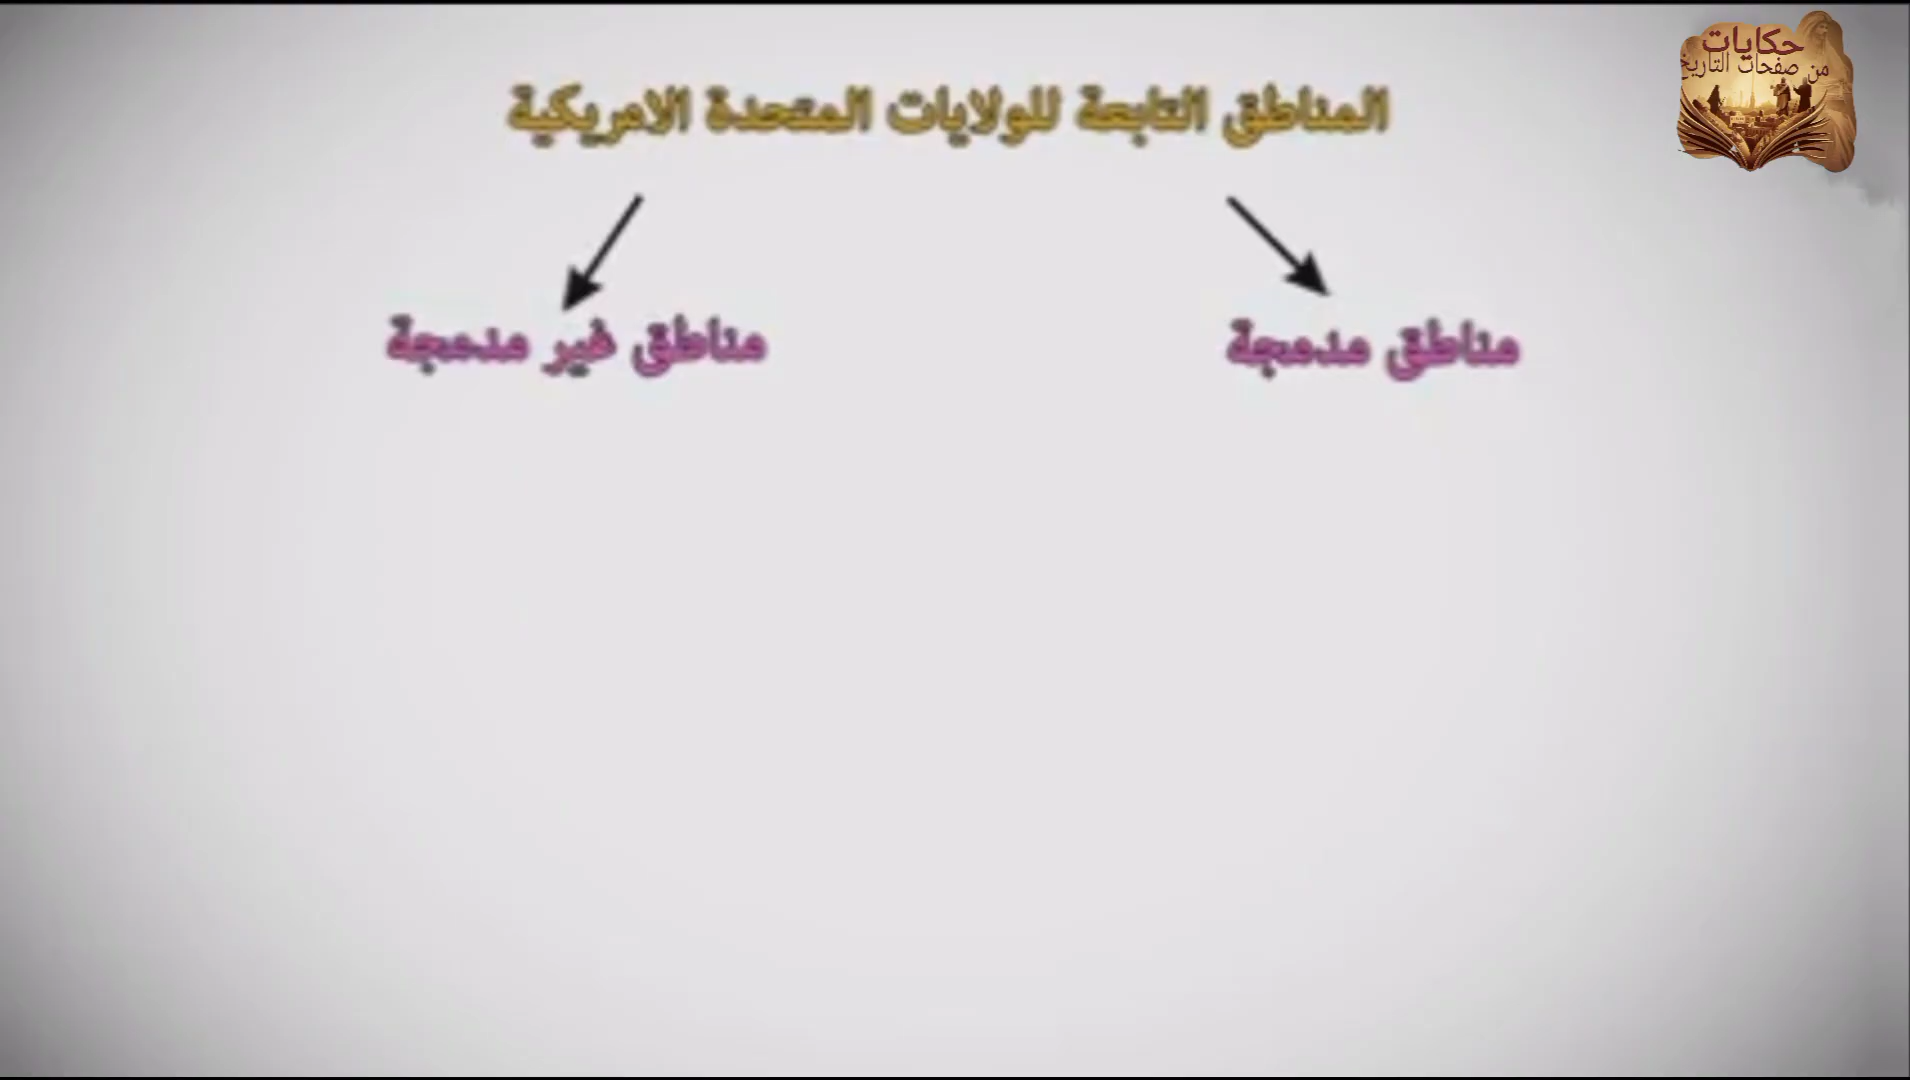 حكايات
من صفحات التاريخ
المناطق التابعة للولايات المتحدة الامريكية
مناطق مدمجة
مناطق غير مدمجة